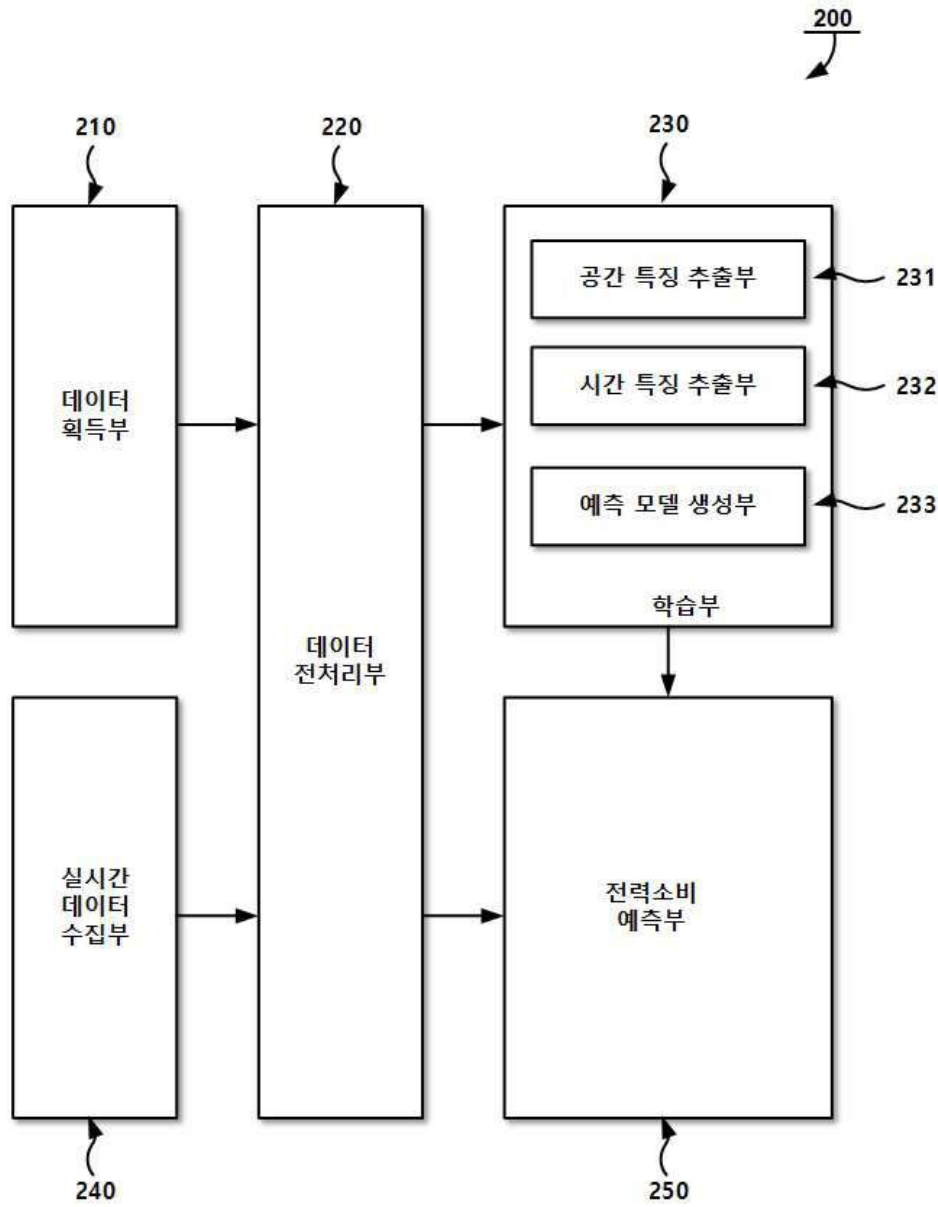 200
210
220
230
공간 특징 추출부
231
시간 특징 추출부
232
예측 모델 생성부
233
학습부
데이터
획득부
데이터
전처리부
실시간
데이터
수집부
전력소비
예측부
240
250